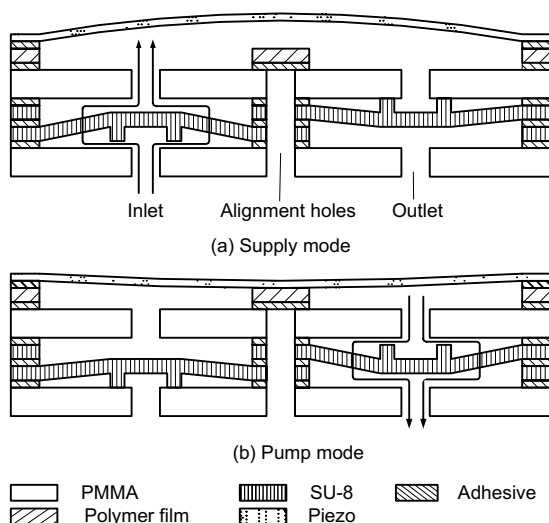 Inlet Alignment holes Outlet
(a) Supply mode
(b) Pump mode
PMMA SU-8 Adhesive
Polymer film Piezo